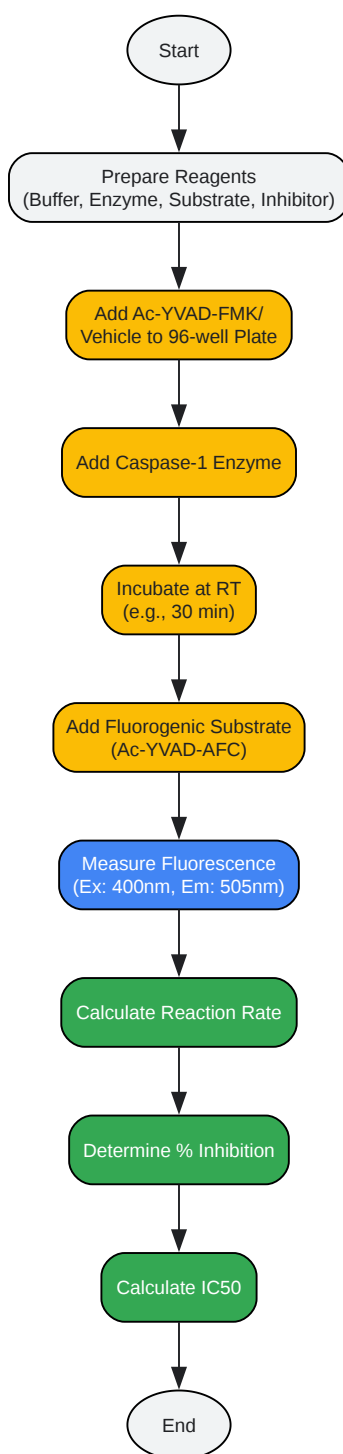 Start
Prepare Reagents
(Buffer, Enzyme, Substrate, Inhibitor)
Add Ac-YVAD-FMK/
Vehicle to 96-well Plate
Add Caspase-1 Enzyme
Incubate at RT
(e.g., 30 min)
Add Fluorogenic Substrate
(Ac-YVAD-AFC)
Measure Fluorescence
(Ex: 400nm, Em: 505nm)
Calculate Reaction Rate
Determine % Inhibition
Calculate IC50
End